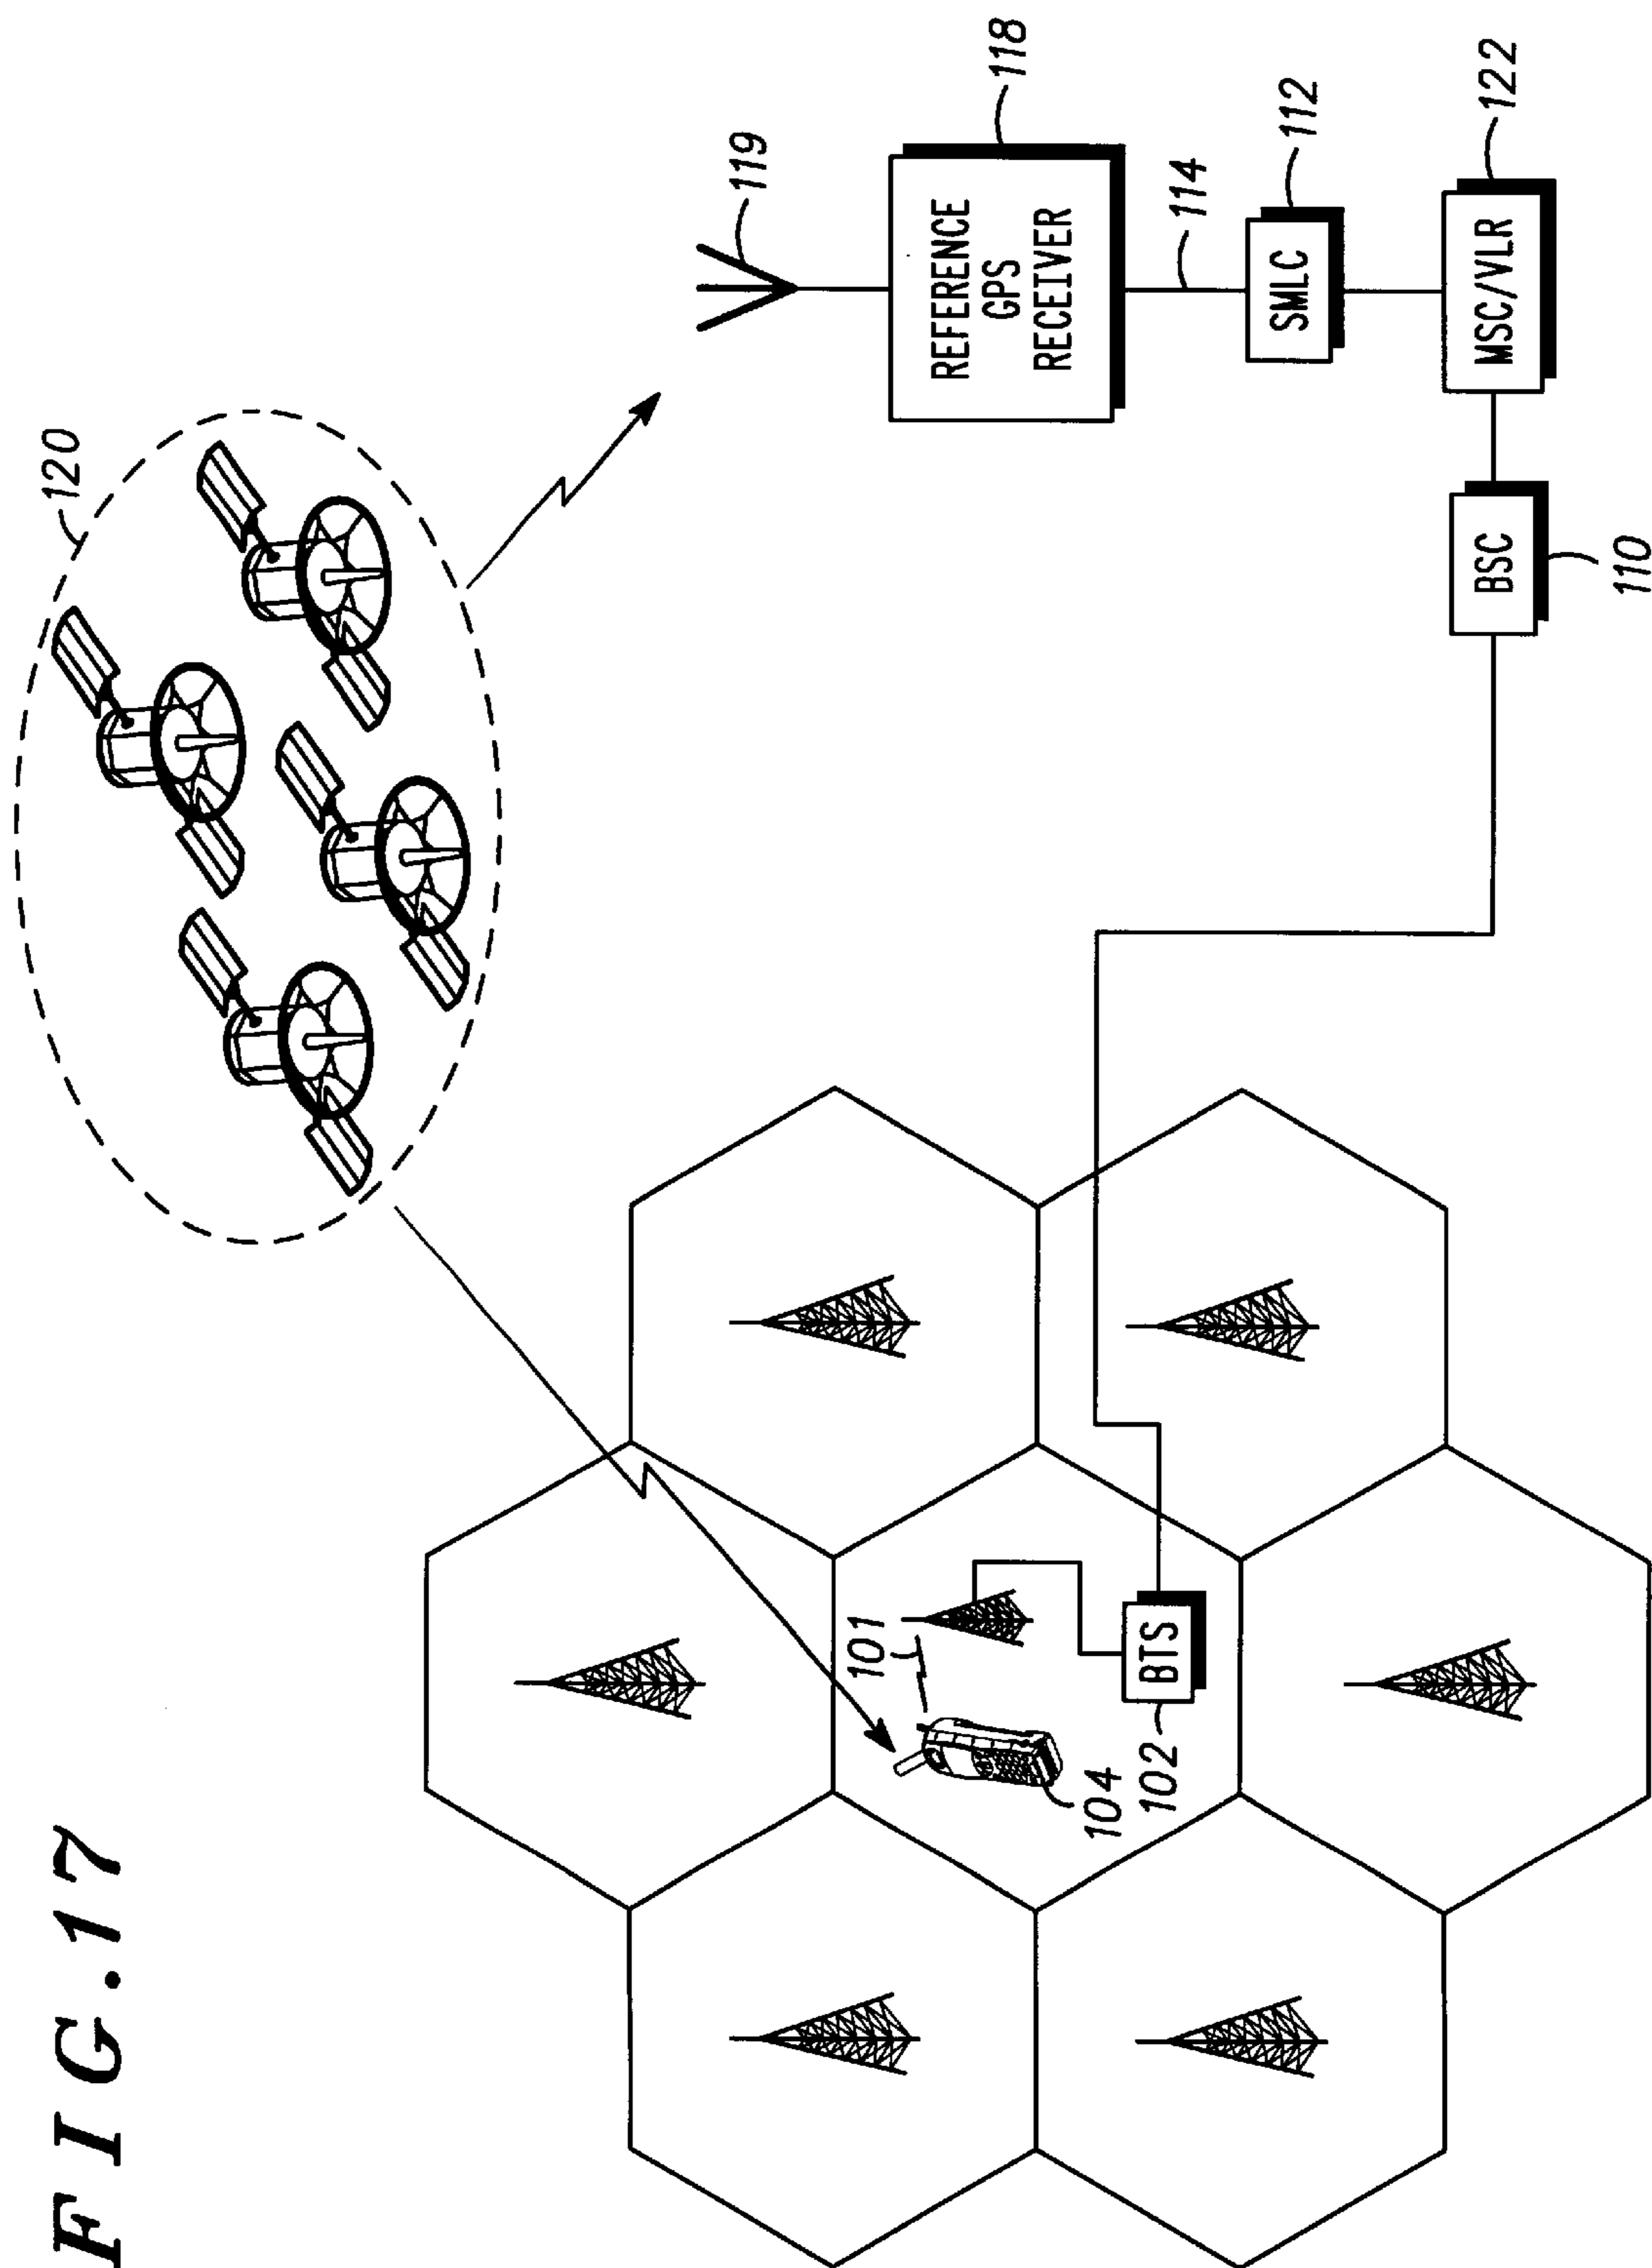 FIG.17
120
119
REFERENCE
GPS
RECEIVER
118
114
SMLC
112
MSC/VLR
122
BSC
110
101
104
BTS
102